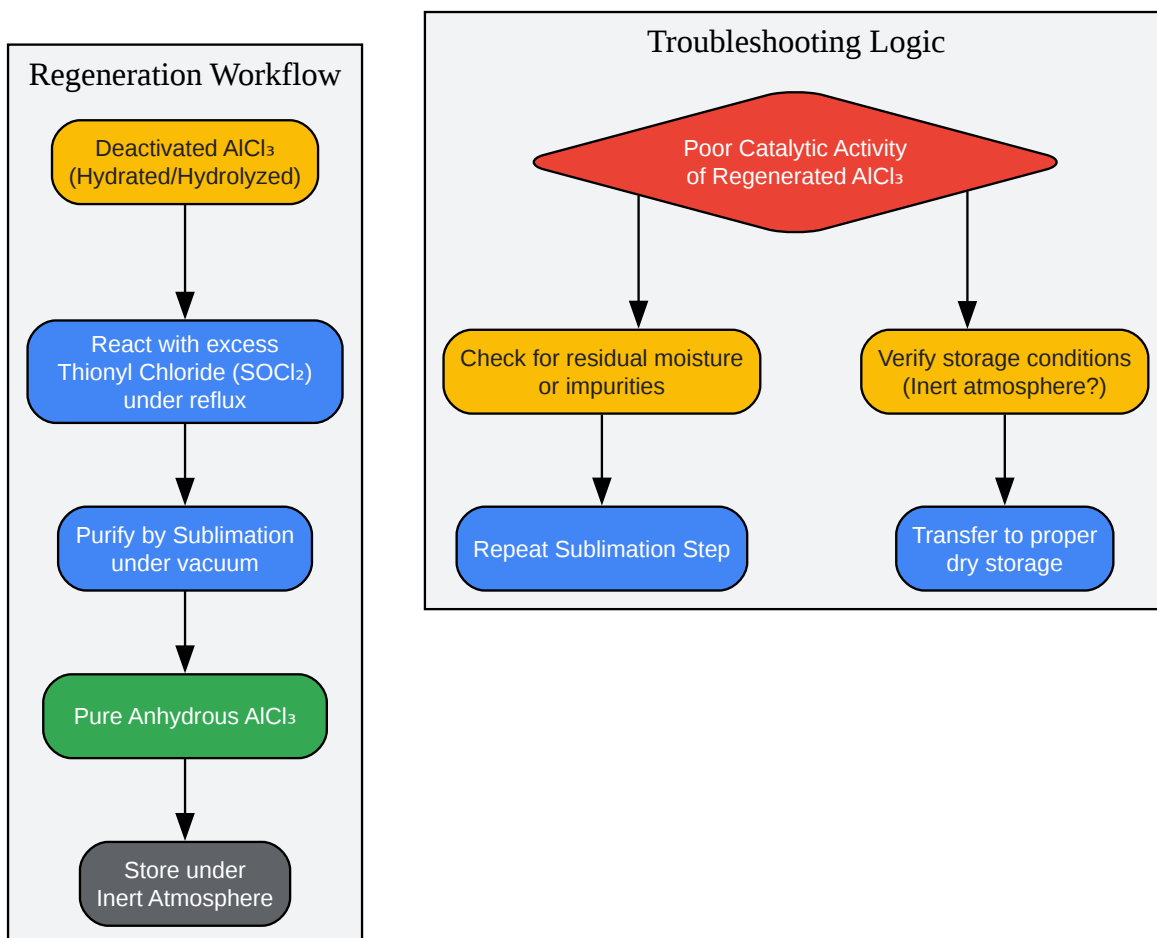 Regeneration Workflow
Deactivated AlCl₃
(Hydrated/Hydrolyzed)
React with excess
Thionyl Chloride (SOCl₂)
under reflux
Purify by Sublimation
under vacuum
Pure Anhydrous AlCl₃
Store under
Inert Atmosphere
Troubleshooting Logic
Poor Catalytic Activity
of Regenerated AlCl₃
Check for residual moisture
or impurities
Verify storage conditions
(Inert atmosphere?)
Repeat Sublimation Step
Transfer to proper
dry storage